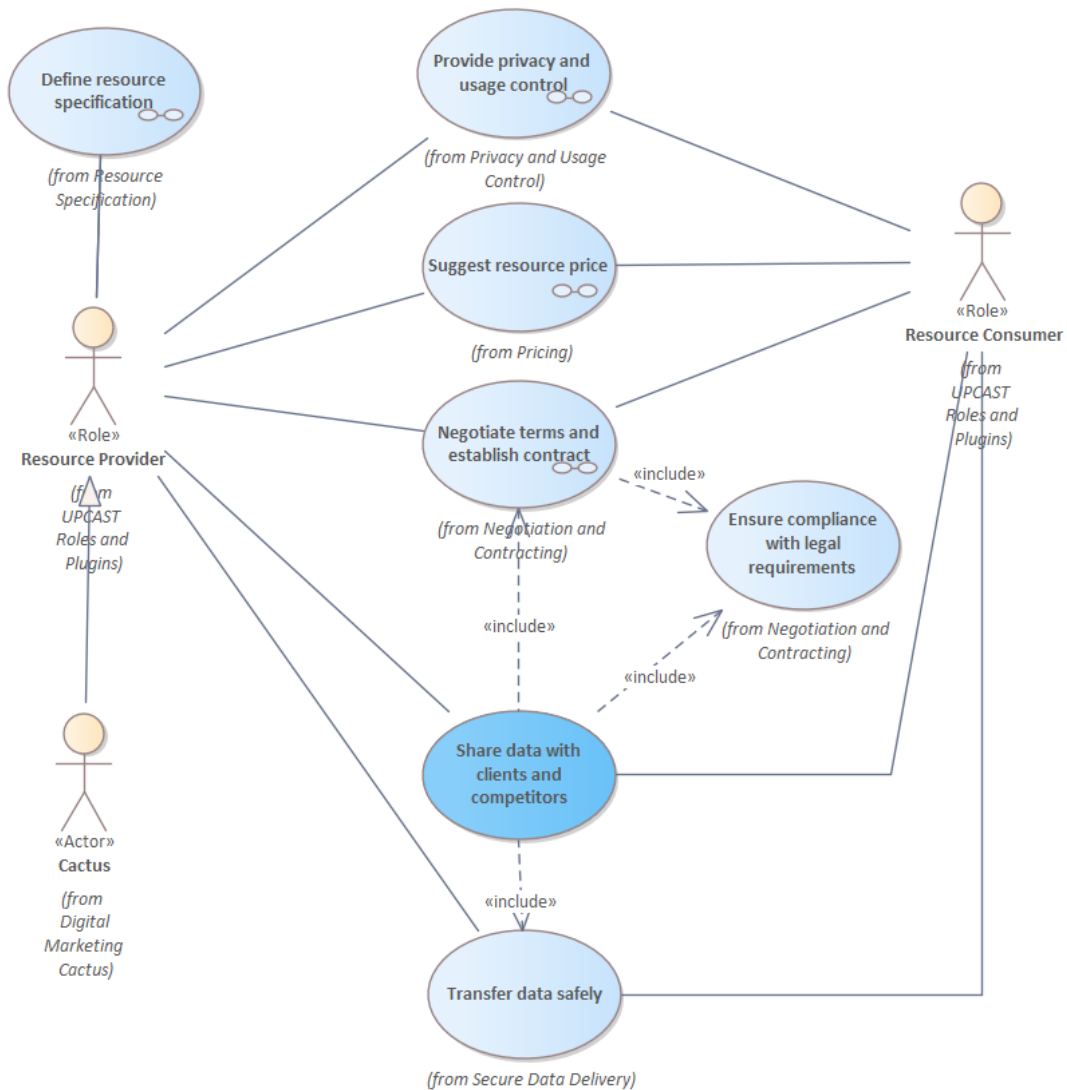 Define resource
specification
(from Resource
Specification)
Provide privacy and
usage control
(from Privacy and Usage
Control)
Suggest resource price
(from Pricing)
«Role»
Resource Consumer
(from
UPCAST
Roles and
Plugins)
«Role»
Resource Provider
(from
UPCAST
Roles and
Plugins)
Negotiate terms and
establish contract
(from Negotiation and
Contracting)
«include»
Ensure compliance
with legal
requirements
(from Negotiation and
Contracting)
«include»
«include»
Share data with
clients and
competitors
«Actor»
Cactus
(from
Digital
Marketing
Cactus)
«include»
Transfer data safely
(from Secure Data Delivery)